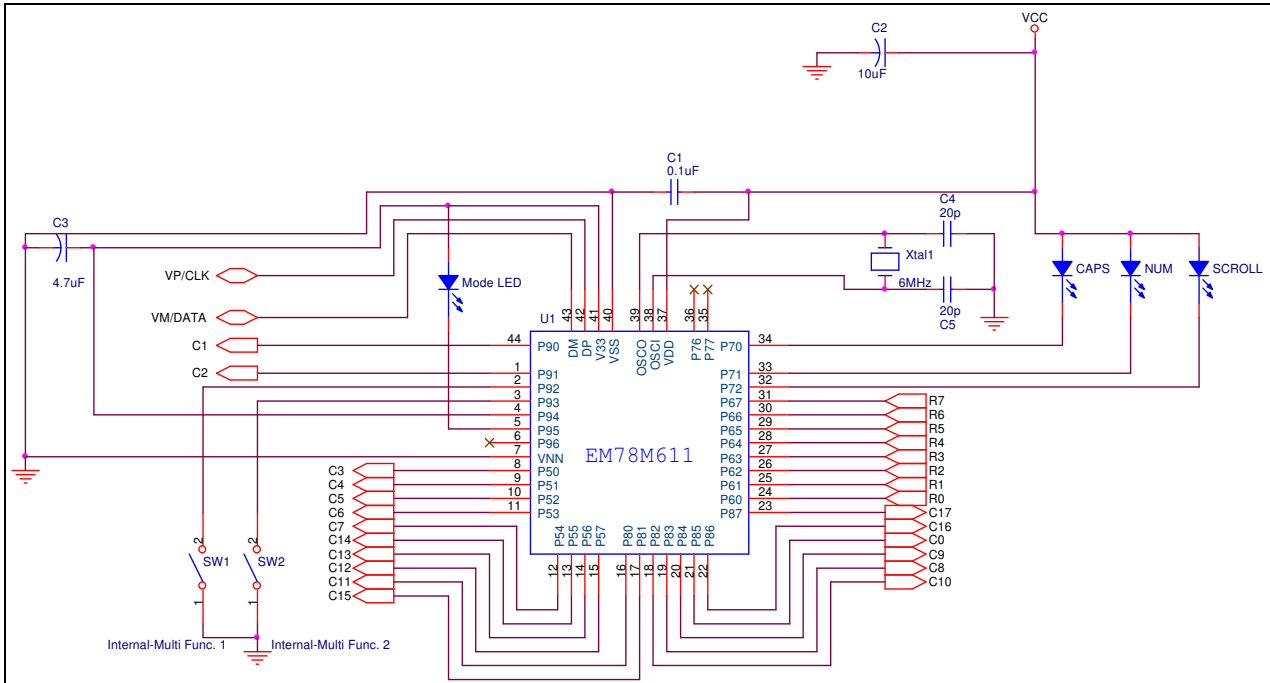 VCC
C2
10uF
C1
0.1uF
C3
4.7uF
C4
20p
Xtal1
6MHz
20p
C5
CAPS
NUM
SCROLL
VP/CLK
VM/DATA
Mode LED
C1
C2
U1
EM78M611
43 42 41 40 39 38 37 36 35
DM DP V33 VSS OSCO OSCI VDD P76 P77
44 P90
1 P91
2 P92
3 P93
4 P94
5 P95
6 P96
7 VNN
8 P50
9 P51
10 P52
11 P53
P70 34
P71 33
P72 32
P67 31
P66 30
P65 29
P64 28
P63 27
P62 26
P61 25
P60 24
P87 23
P54 P55 P56 P57 P80 P81 P82 P83 P84 P85 P86
12 13 14 15 16 17 18 19 20 21 22
C3
C4
C5
C6
C7
C14
C13
C12
C11
C15
R7
R6
R5
R4
R3
R2
R1
R0
C17
C16
C0
C9
C8
C10
2
SW1
1
2
SW2
1
Internal-Multi Func. 1
Internal-Multi Func. 2